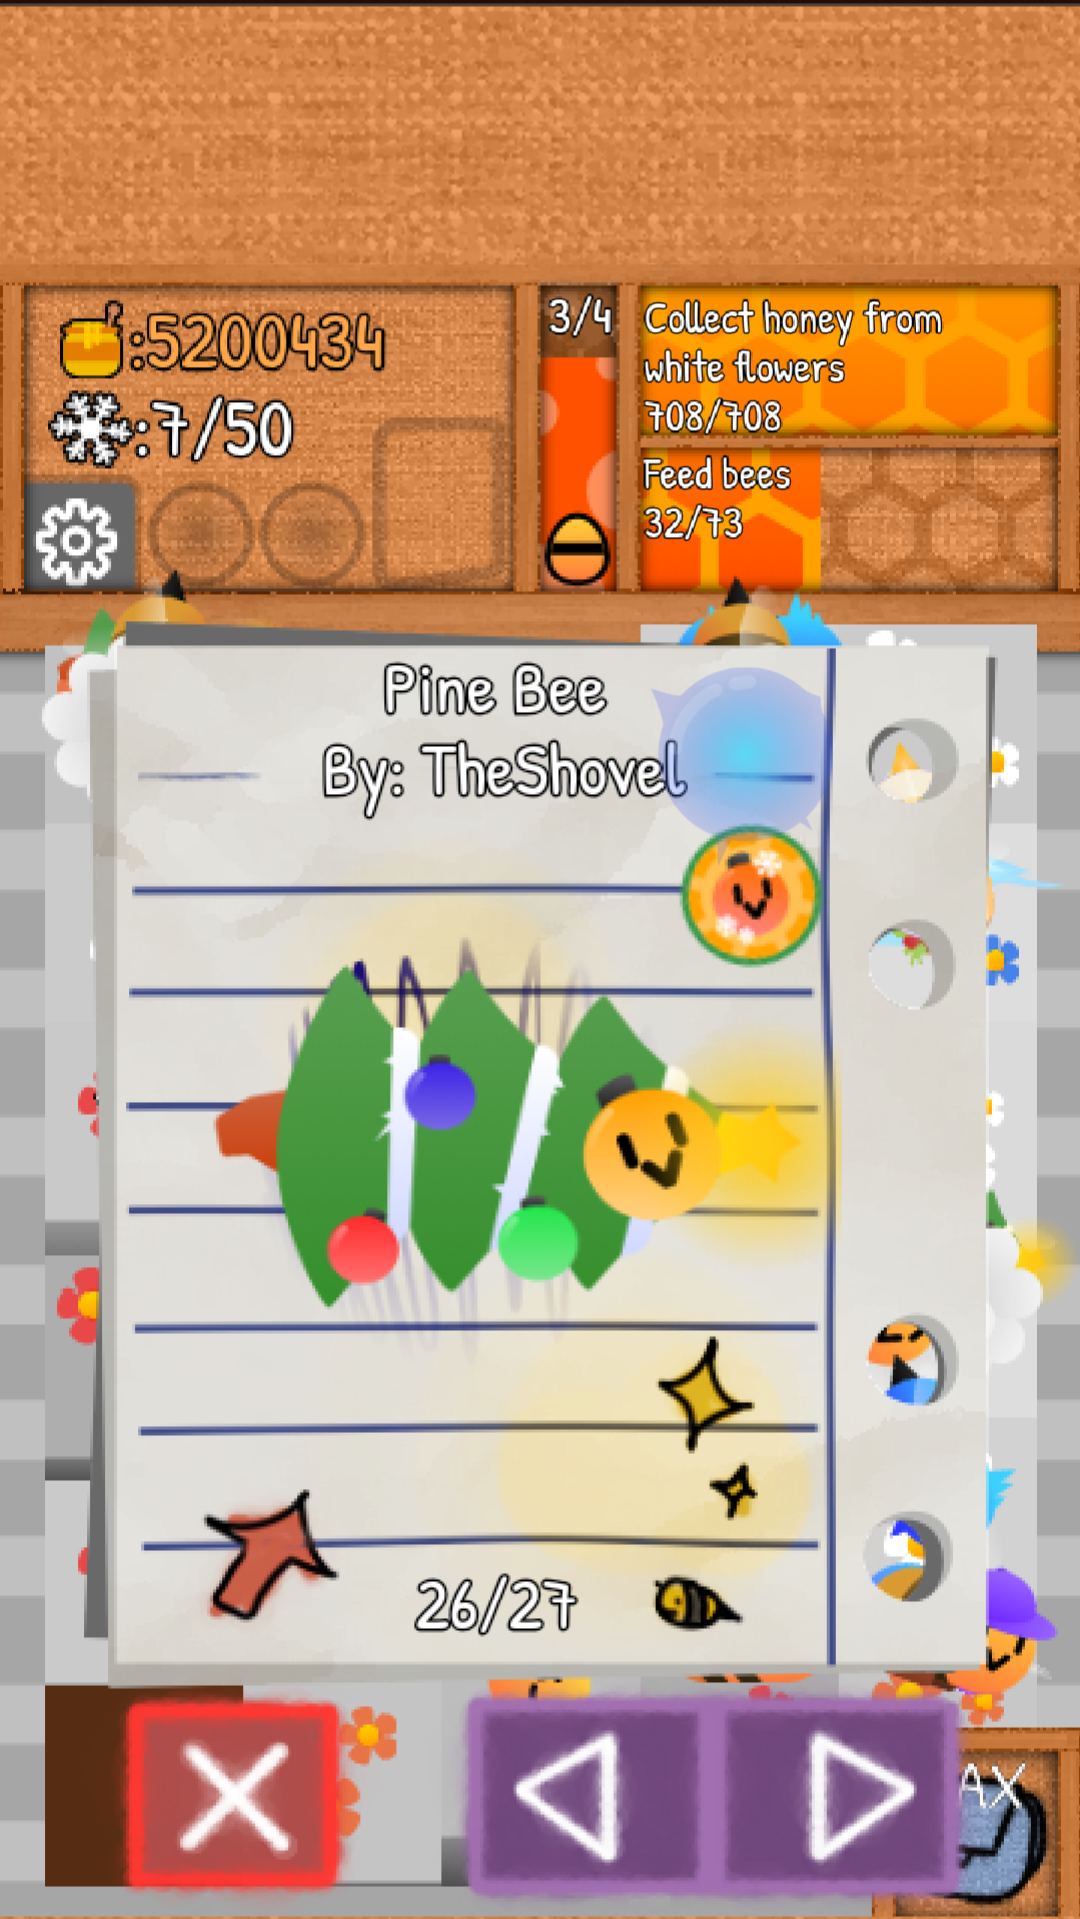 :5200434
:7/50
3/4
Collect honey from
white flowers
708/708
Feed bees
32/73
Pine Bee
By: TheShovel
26/27
AX